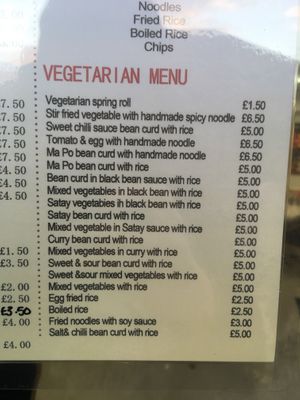 Noodles
Fried Rice
Boiled Rice
Chips
VEGETARIAN MENU
Vegetarian spring roll £1.50
Stir fried vegetable with handmade spicy noodle £6.50
Sweet chilli sauce bean curd with rice £5.00
Tomato & egg with handmade noodle £6.50
Ma Po bean curd with handmade noodle £6.50
Ma Po bean curd with rice £5.00
Bean curd in black bean sauce with rice £5.00
Mixed vegetables in black bean with rice £5.00
Satay vegetables ih black bean with rice £5.00
Satay bean curd with rice £5.00
Mixed vegetable in Satay sauce with rice £5.00
Curry bean curd with rice £5.00
Mixed vegetables in curry with rice £5.00
Sweet & sour bean curd with rice £5.00
Sweet &sour mixed vegetables with rice £5.00
Mixed vegetables with rice £5.00
Egg fried rice £2.50
Boiled rice £2.50
Fried noodles with soy sauce £3.00
Salt& chilli bean curd with rice £5.00
7.50
7.50
7.50
7.50
7.50
4.50
4.50
4.50
£1.50
£3.50
£2.00
£2.50
£3.50
£4.00
£4.00